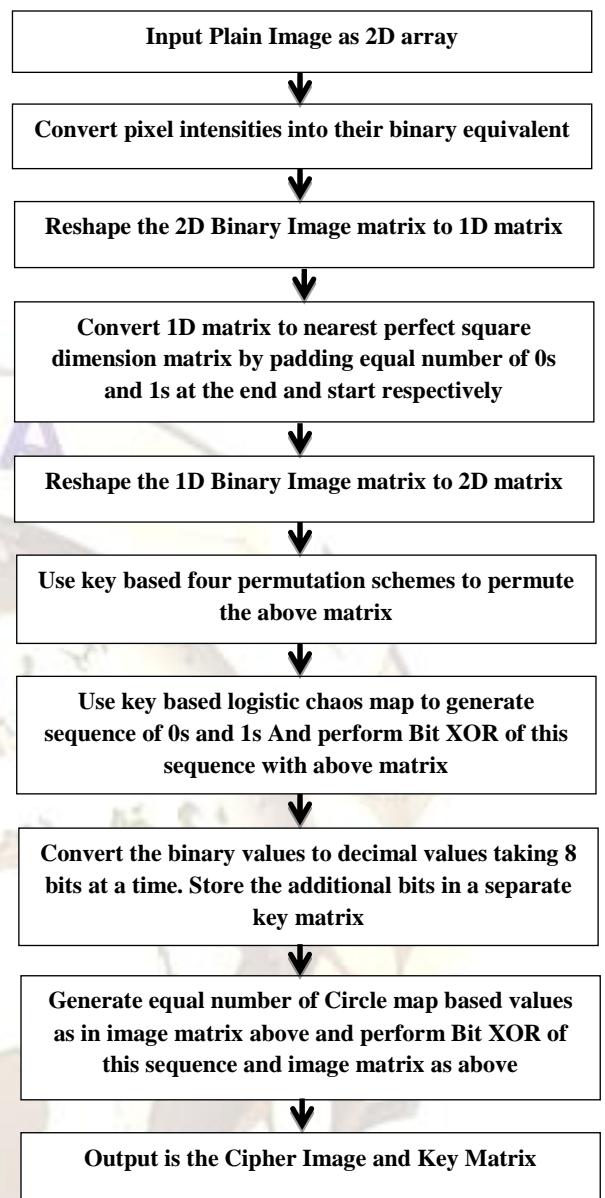 Input Plain Image as 2D array
Convert pixel intensities into their binary equivalent
Reshape the 2D Binary Image matrix to 1D matrix
Convert 1D matrix to nearest perfect square
dimension matrix by padding equal number of 0s
and 1s at the end and start respectively
Reshape the 1D Binary Image matrix to 2D matrix
Use key based four permutation schemes to permute
the above matrix
Use key based logistic chaos map to generate
sequence of 0s and 1s And perform Bit XOR of this
sequence with above matrix
Convert the binary values to decimal values taking 8
bits at a time. Store the additional bits in a separate
key matrix
Generate equal number of Circle map based values
as in image matrix above and perform Bit XOR of
this sequence and image matrix as above
Output is the Cipher Image and Key Matrix